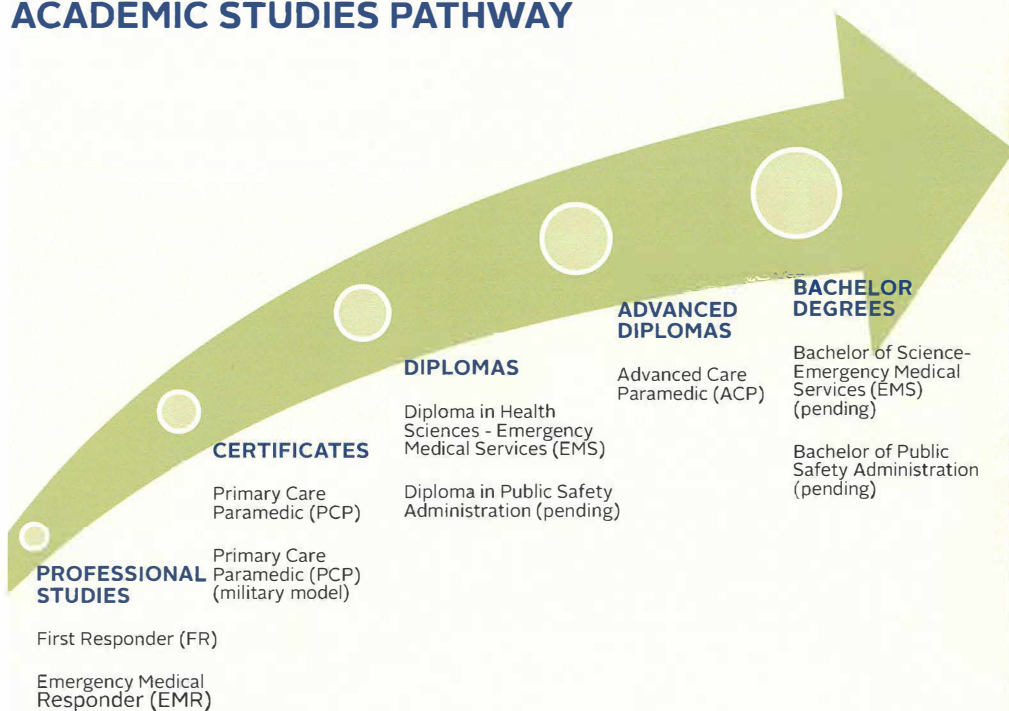 ACADEMIC STUDIES PATHWAY
PROFESSIONAL
STUDIES
First Responder (FR)
Emergency Medical
Responder (EMR)
CERTIFICATES
Primary Care
Paramedic (PCP)
Primary Care
Paramedic (PCP)
(military model)
DIPLOMAS
Diploma in Health
Sciences - Emergency
Medical Services (EMS)
Diploma in Public Safety
Administration (pending)
ADVANCED
DIPLOMAS
Advanced Care
Paramedic (ACP)
BACHELOR
DEGREES
Bachelor of Science-
Emergency Medical
Services (EMS)
(pending)
Bachelor of Public
Safety Administration
(pending)